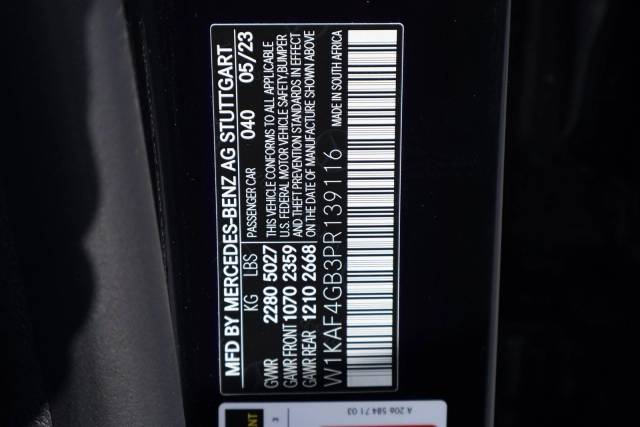 MFD BY MERCEDES-BENZ AG STUTTGART
KG LBS PASSENGER CAR 040 05/23
GVWR 2280 5027 THIS VEHICLE CONFORMS TO ALL APPLICABLE
U.S. FEDERAL MOTOR VEHICLE SAFETY, BUMPER
GAWR FRONT 1070 2359 AND THEFT PREVENTION STANDARDS IN EFFECT
GAWR REAR 1210 2668 ON THE DATE OF MANUFACTURE SHOWN ABOVE
W1KAF4GB3PR139116 MADE IN SOUTH AFRICA
A 206 584 71 03
3